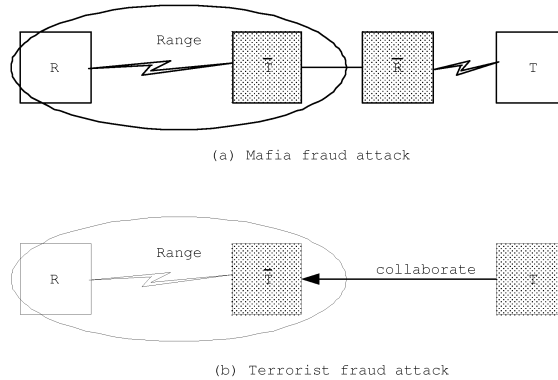 Range
R T̅ R̅ T
(a) Mafia fraud attack
Range
collaborate
R T̅ T
(b) Terrorist fraud attack